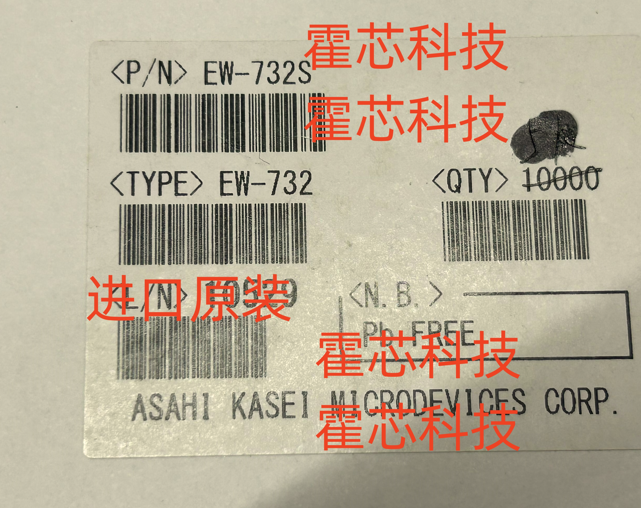 霍芯科技
<P/N> EW-732S
霍芯科技
<TYPE> EW-732
<QTY> 10000
进口原装
<L/N> 10929
<N.B.>
Pb FREE
霍芯科技
ASAHI KASEI MICRODEVICES CORP.
霍芯科技